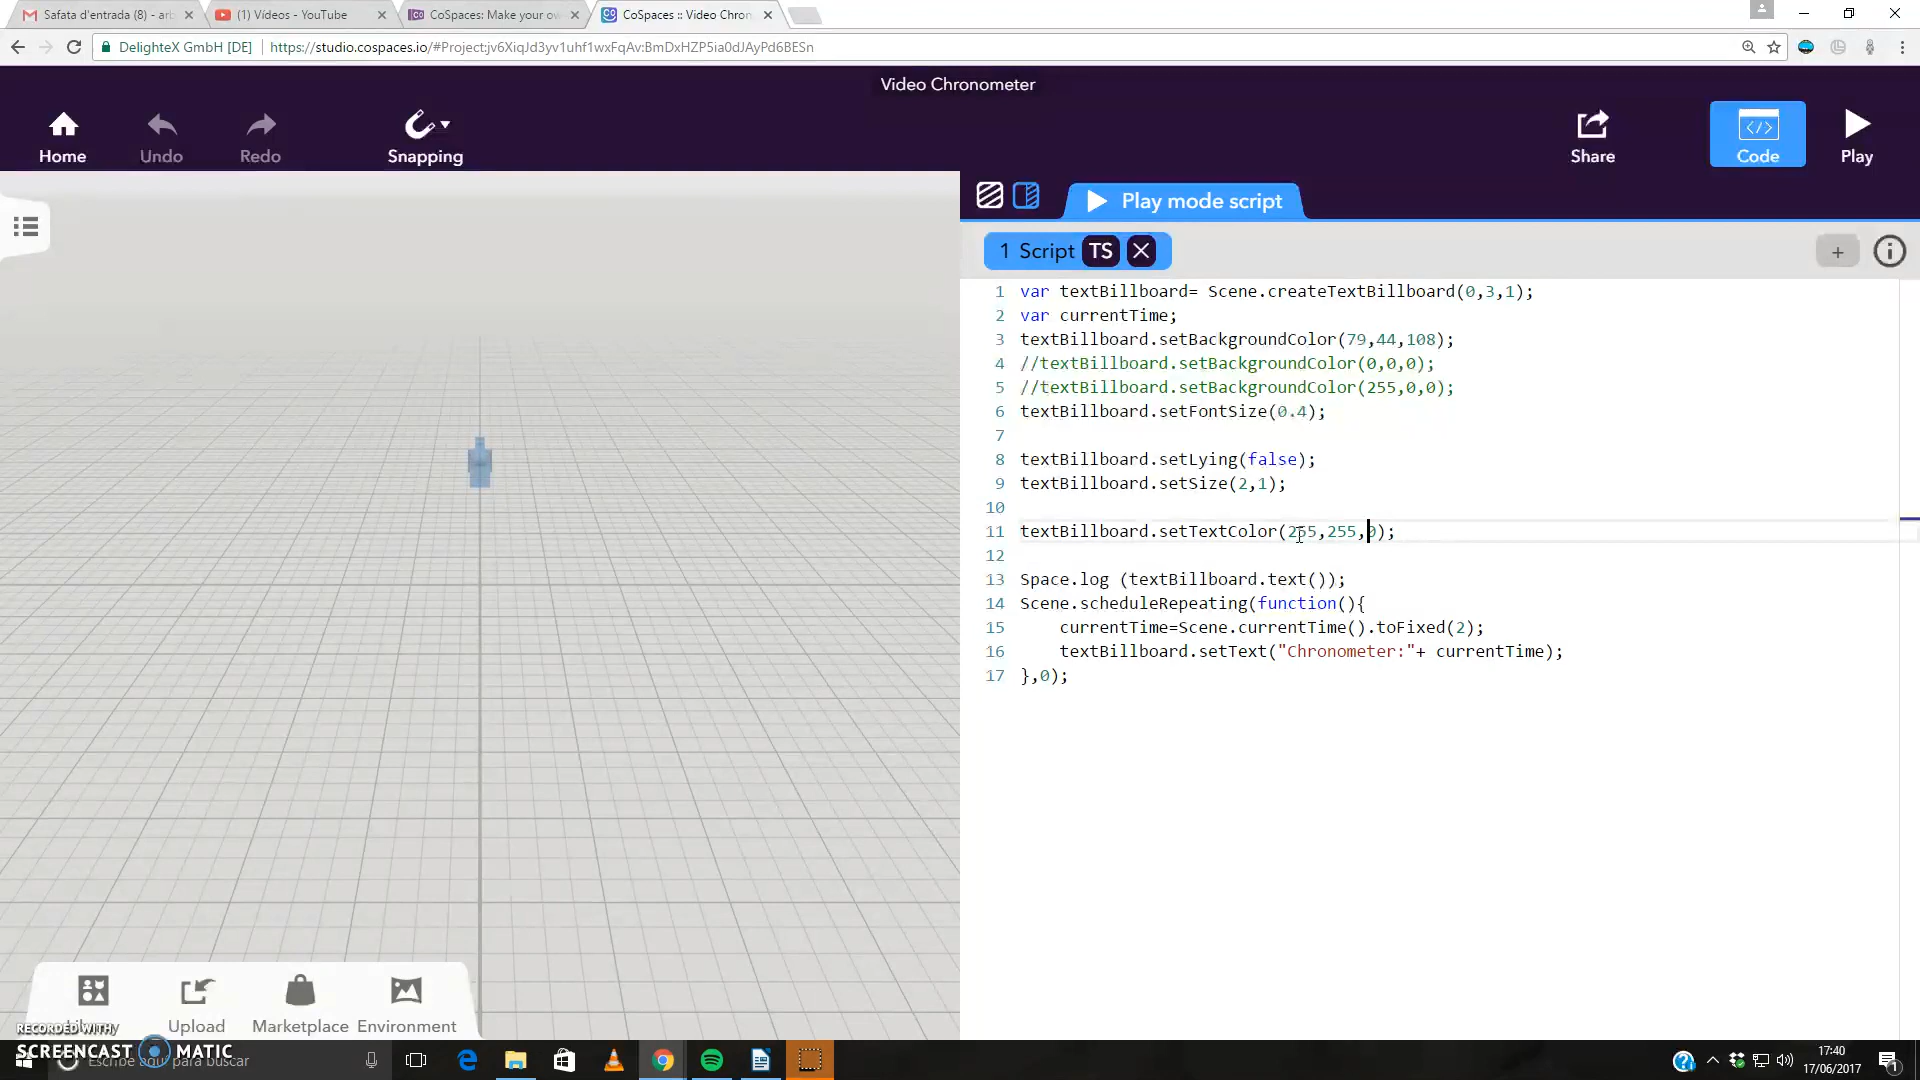 Safata d'entrada (8) - arb
(1) Vídeos - YouTube
CoSpaces: Make your ow
CoSpaces :: Video Chron
DelighteX GmbH [DE]
https://studio.cospaces.io/#Project:jv6XiqJd3yv1uhf1wxFqAv:BmDxHZP5ia0dJAyPd6BESn
Video Chronometer
Home
Undo
Redo
Snapping
Share
Code
Play
Play mode script
1 Script TS
1 var textBillboard= Scene.createTextBillboard(0,3,1);
2 var currentTime;
3 textBillboard.setBackgroundColor(79,44,108);
4 //textBillboard.setBackgroundColor(0,0,0);
5 //textBillboard.setBackgroundColor(255,0,0);
6 textBillboard.setFontSize(0.4);
7
8 textBillboard.setLying(false);
9 textBillboard.setSize(2,1);
10
11 textBillboard.setTextColor(255,255,0);
12
13 Space.log (textBillboard.text());
14 Scene.scheduleRepeating(function(){
15 currentTime=Scene.currentTime().toFixed(2);
16 textBillboard.setText("Chronometer:"+ currentTime);
17 },0);
Upload
Marketplace
Environment
RECORDED WITH
SCREENCAST MATIC
Escribe aquí para buscar
17:40
17/06/2017
1